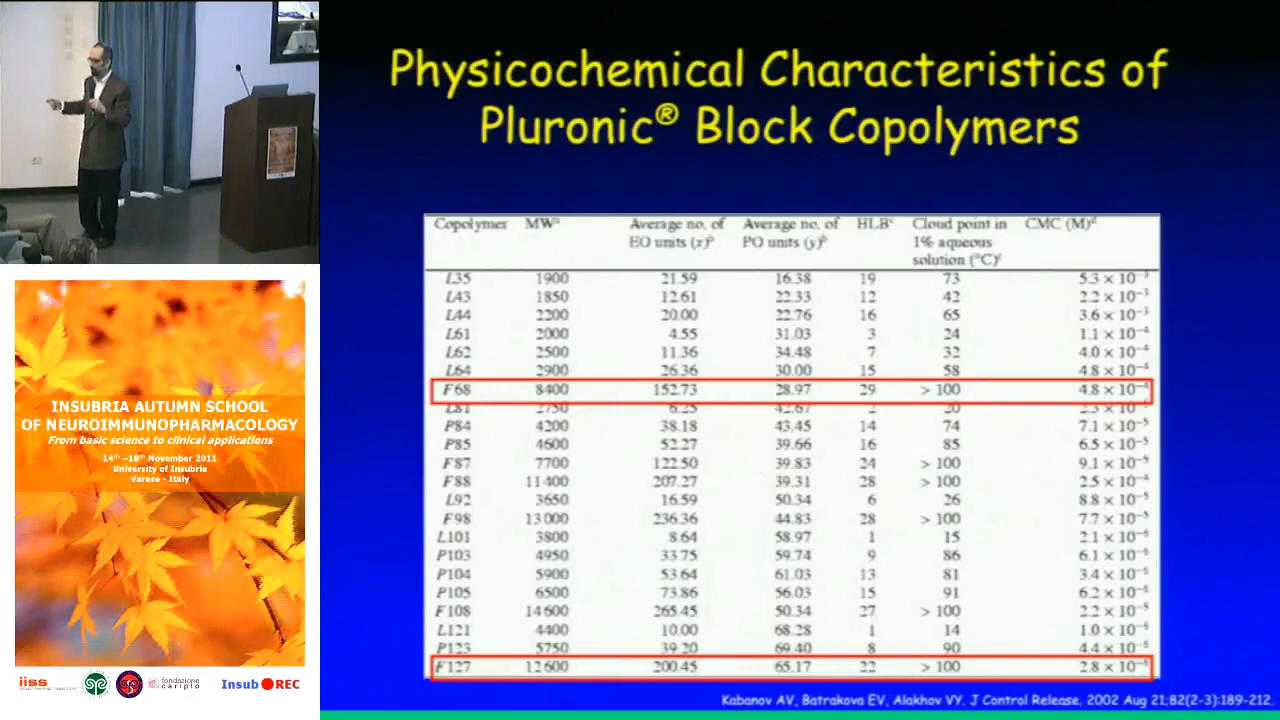 Physicochemical Characteristics of
Pluronic® Block Copolymers
Copolymer MWᵃ Average no. of EO units (x)ᵇ Average no. of PO units (y)ᵇ HLBᶜ Cloud point in 1% aqueous solution (°C)ᶜ CMC (M)ᵈ
L35 1900 21.59 16.38 19 73 5.3 × 10⁻³
L43 1850 12.61 22.33 12 42 2.2 × 10⁻³
L44 2200 20.00 22.76 16 65 3.6 × 10⁻³
L61 2000 4.55 31.03 3 24 1.1 × 10⁻⁴
L62 2500 11.36 34.48 7 32 4.0 × 10⁻⁴
L64 2900 26.36 30.00 15 58 4.8 × 10⁻⁴
F68 8400 152.73 28.97 29 > 100 4.8 × 10⁻⁴
L81 2750 6.25 42.67 2 20 2.3 ×
P84 4200 38.18 43.45 14 74 7.1 × 10⁻⁵
P85 4600 52.27 39.66 16 85 6.5 × 10⁻⁵
F87 7700 122.50 39.83 24 > 100 9.1 × 10⁻⁵
F88 11400 207.27 39.31 28 > 100 2.5 × 10⁻⁴
L92 3650 16.59 50.34 6 26 8.8 × 10⁻⁵
F98 13000 236.36 44.83 28 > 100 7.7 × 10⁻⁵
L101 3800 8.64 58.97 1 15 2.1 × 10⁻⁶
P103 4950 33.75 59.74 9 86 6.1 × 10⁻⁶
P104 5900 53.64 61.03 13 81 3.4 × 10⁻⁶
P105 6500 73.86 56.03 15 91 6.2 × 10⁻⁶
F108 14600 265.45 50.34 27 > 100 2.2 × 10⁻⁵
L121 4400 10.00 68.28 1 14 1.0 × 10⁻⁶
P123 5750 39.20 69.40 8 90 4.4 × 10⁻⁶
F127 12600 200.45 65.17 22 > 100 2.8 × 10⁻⁶
Kabanov AV, Batrakova EV, Alakhov VY. J Control Release. 2002 Aug 21;82(2-3):189-212.
INSUBRIA AUTUMN SCHOOL
OF NEUROIMMUNOPHARMACOLOGY
From basic science to clinical applications
14ᵗʰ –18ᵗʰ November 2011
University of Insubria
Varese - Italy
iiss
fondazione
cariplo
Insub REC